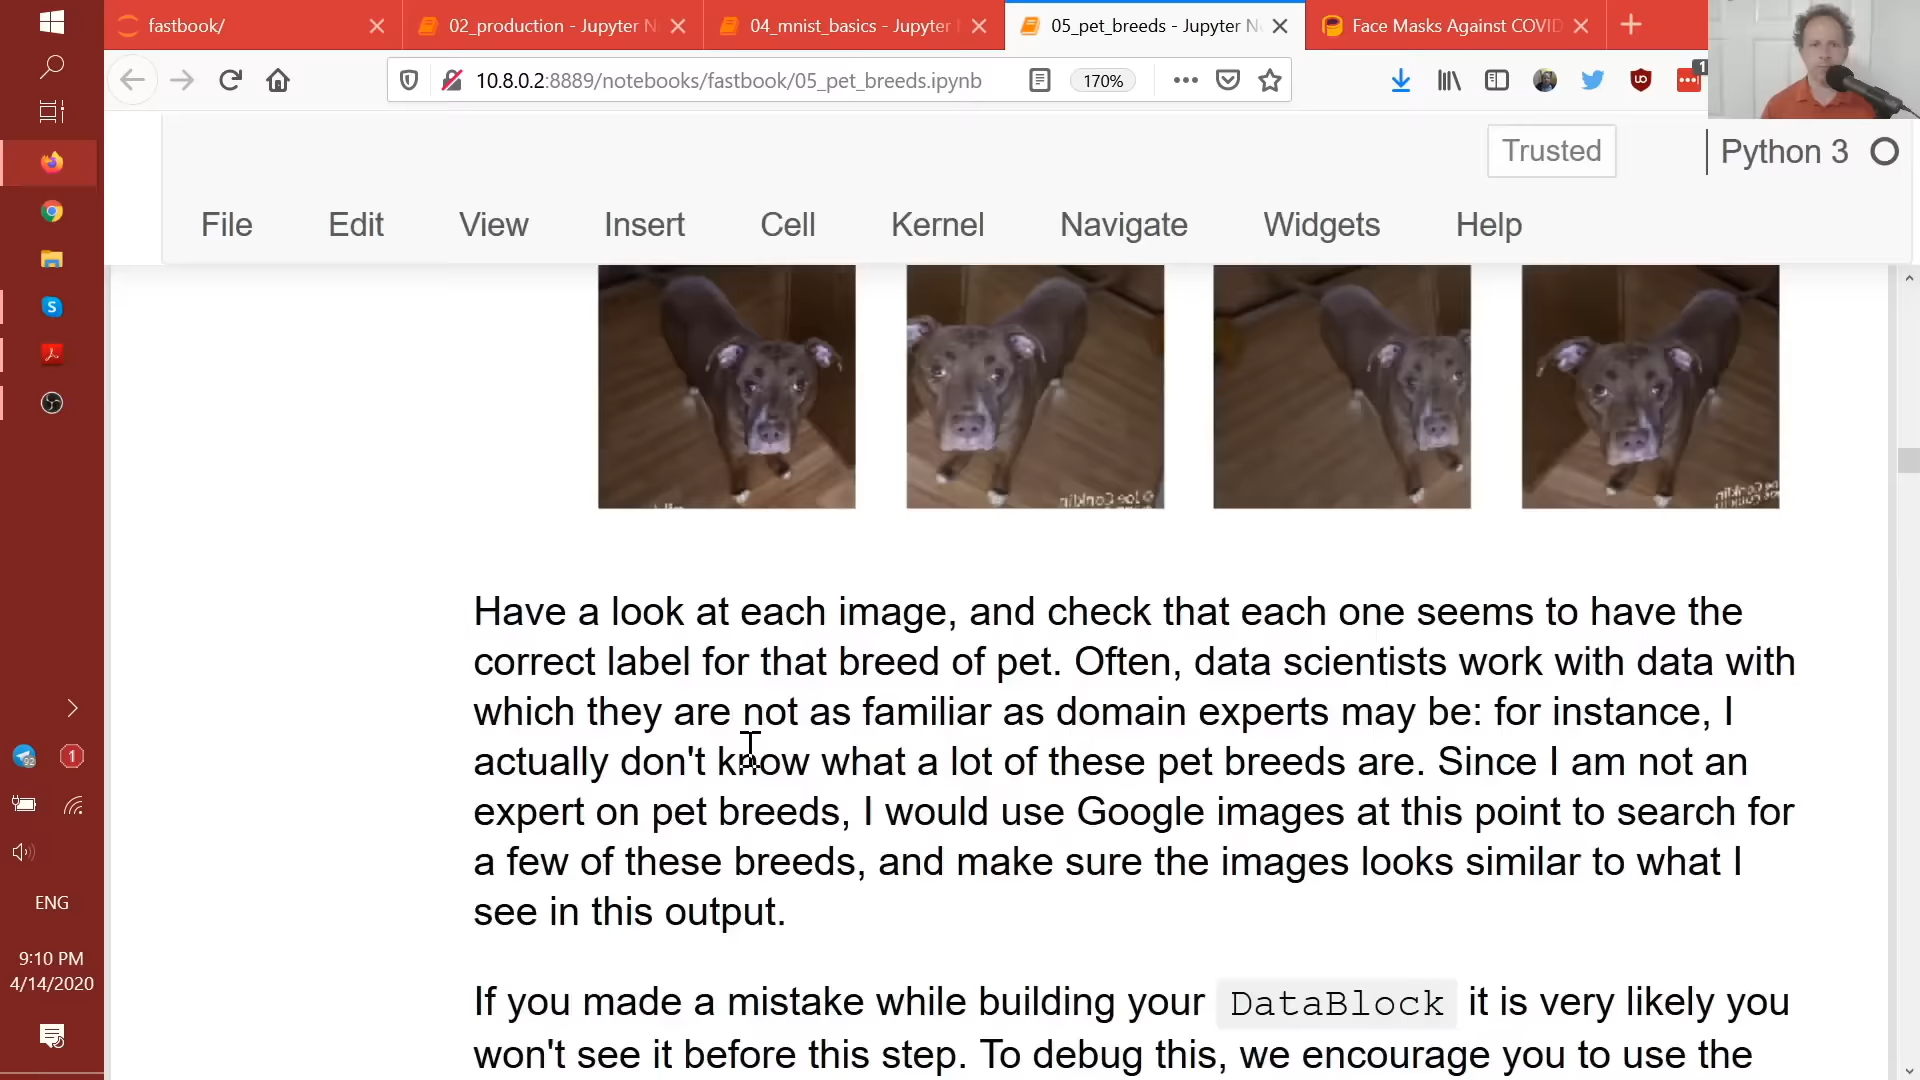 fastbook/
02_production - Jupyter N
04_mnist_basics - Jupyter
05_pet_breeds - Jupyter N
Face Masks Against COVID
10.8.0.2:8889/notebooks/fastbook/05_pet_breeds.ipynb
170%
1
Trusted
Python 3
File Edit View Insert Cell Kernel Navigate Widgets Help
Have a look at each image, and check that each one seems to have the
correct label for that breed of pet. Often, data scientists work with data with
which they are not as familiar as domain experts may be: for instance, I
actually don't know what a lot of these pet breeds are. Since I am not an
expert on pet breeds, I would use Google images at this point to search for
a few of these breeds, and make sure the images looks similar to what I
see in this output.
If you made a mistake while building your DataBlock it is very likely you
won't see it before this step. To debug this, we encourage you to use the
92
1
ENG
9:10 PM
4/14/2020